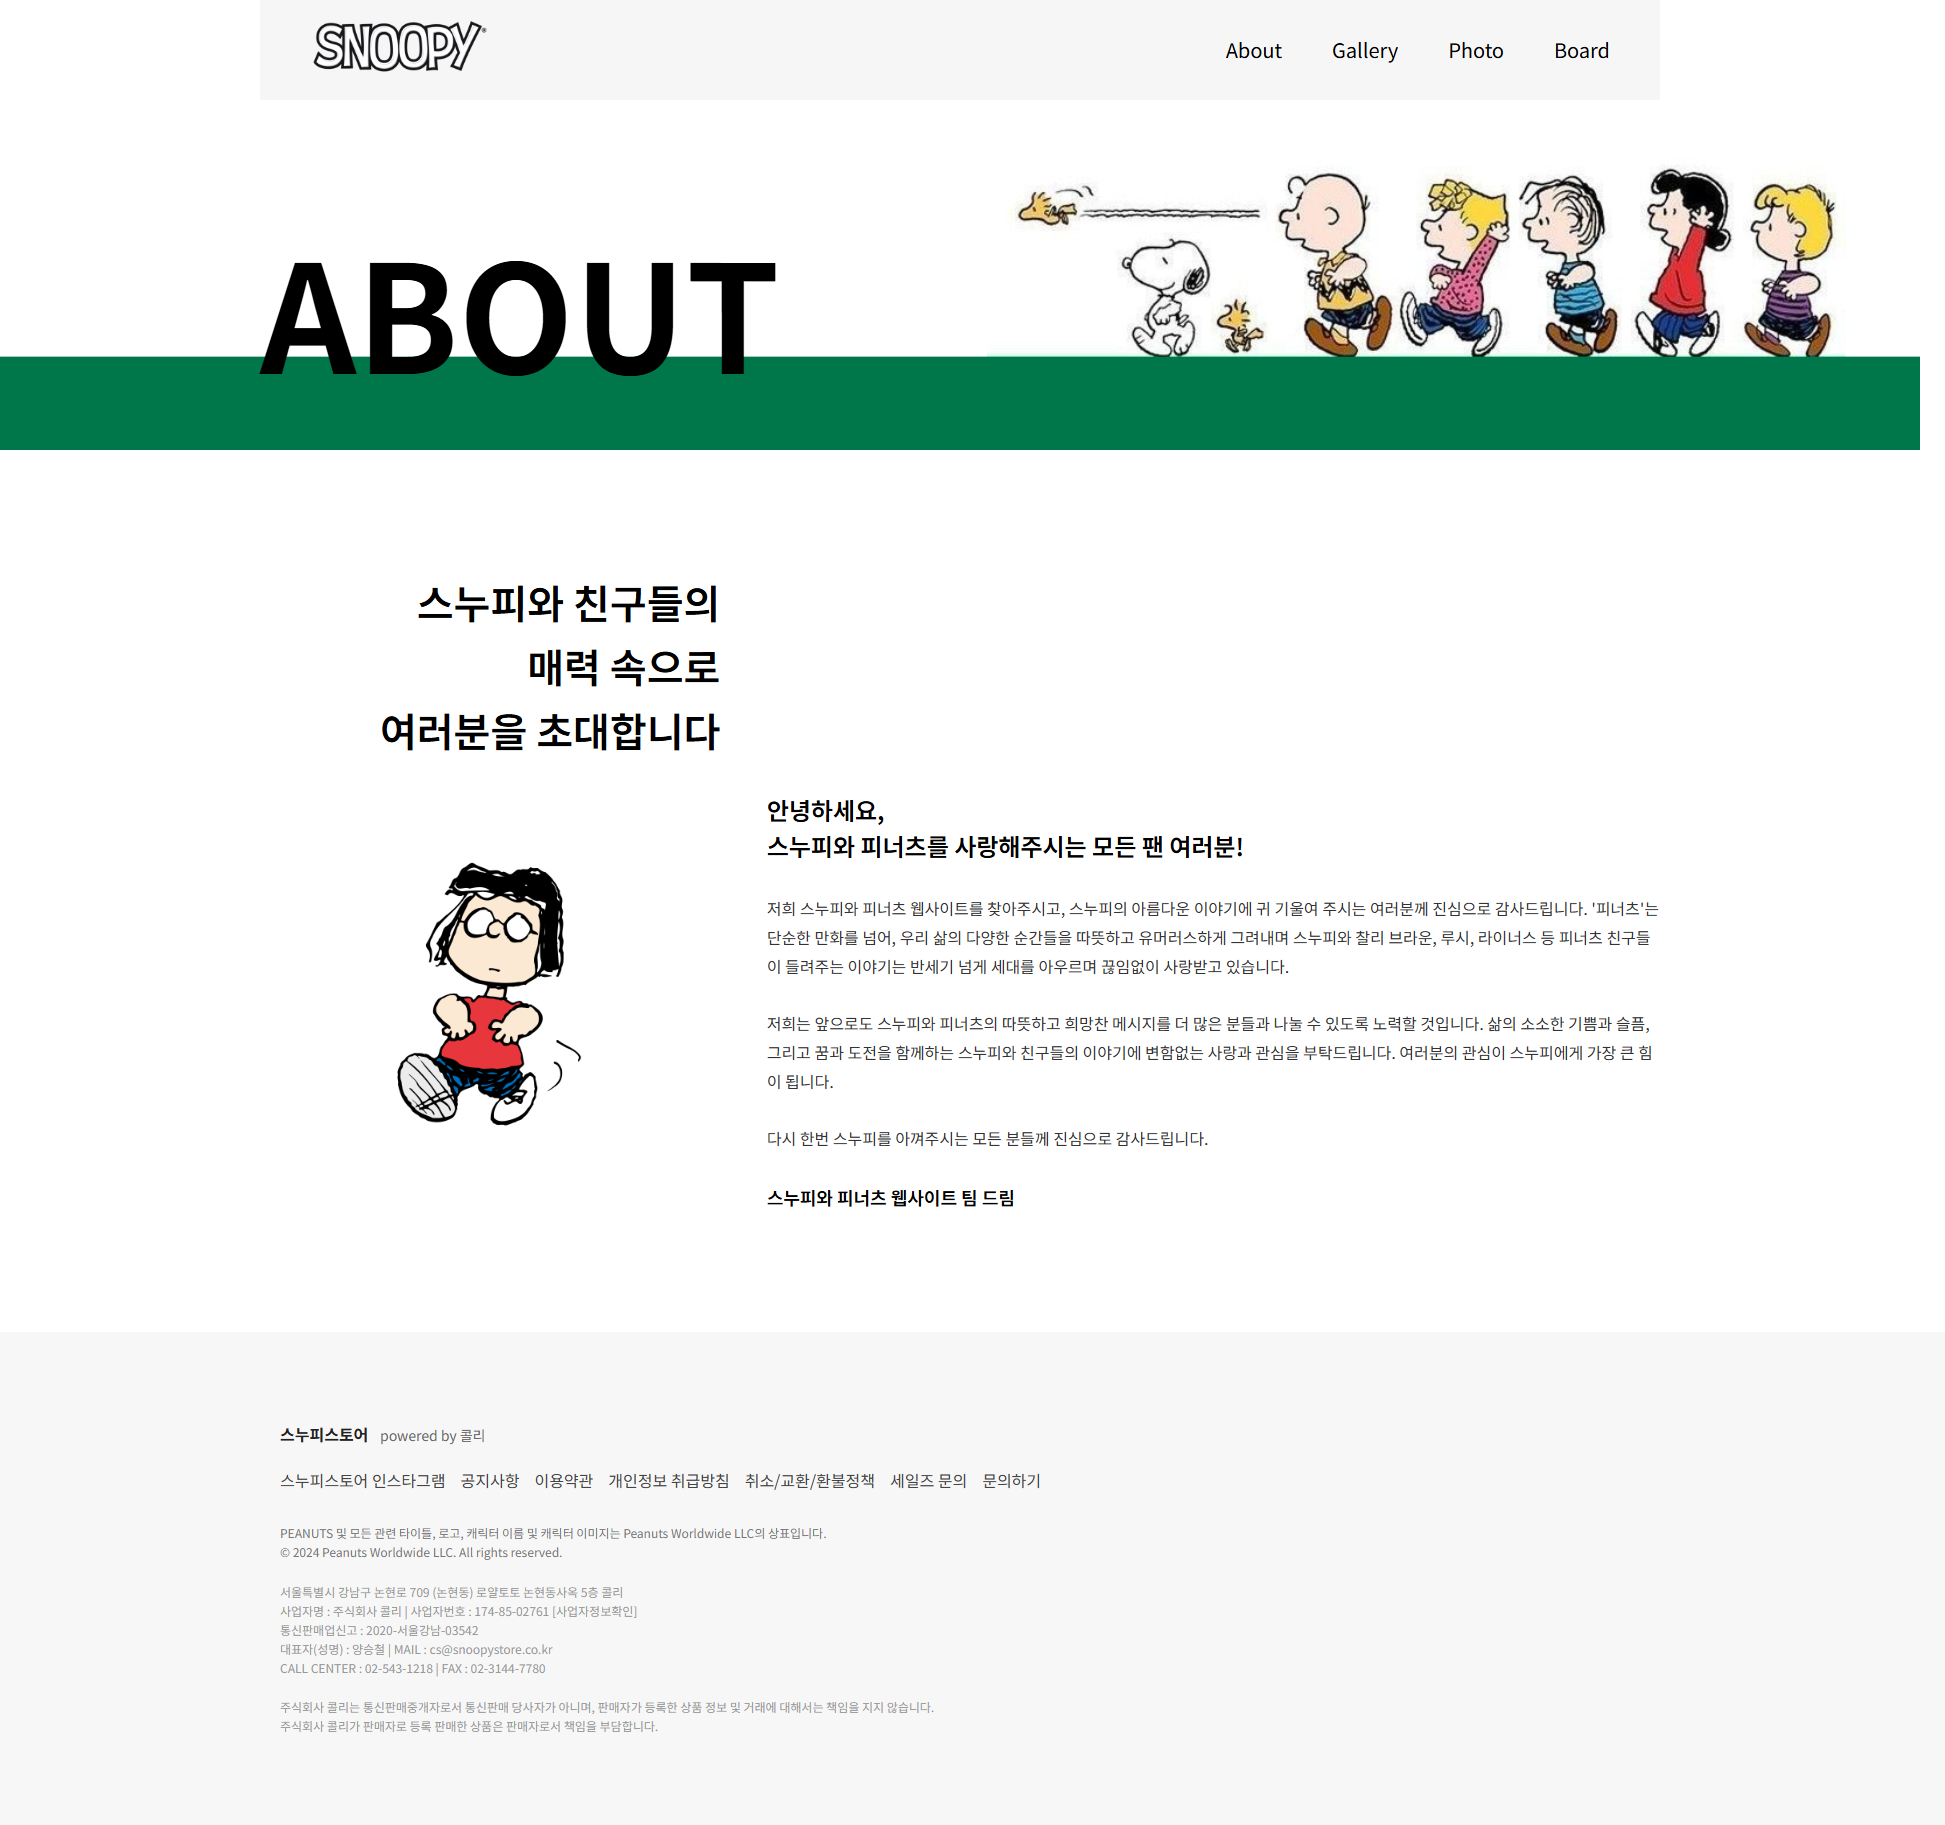 SNOOPY
About Gallery Photo Board
ABOUT
스누피와 친구들의
매력 속으로
여러분을 초대합니다
안녕하세요,
스누피와 피너츠를 사랑해주시는 모든 팬 여러분!
저희 스누피와 피너츠 웹사이트를 찾아주시고, 스누피의 아름다운 이야기에 귀 기울여 주시는 여러분께 진심으로 감사드립니다. '피너츠'는
단순한 만화를 넘어, 우리 삶의 다양한 순간들을 따뜻하고 유머러스하게 그려내며 스누피와 찰리 브라운, 루시, 라이너스 등 피너츠 친구들
이 들려주는 이야기는 반세기 넘게 세대를 아우르며 끊임없이 사랑받고 있습니다.
저희는 앞으로도 스누피와 피너츠의 따뜻하고 희망찬 메시지를 더 많은 분들과 나눌 수 있도록 노력할 것입니다. 삶의 소소한 기쁨과 슬픔,
그리고 꿈과 도전을 함께하는 스누피와 친구들의 이야기에 변함없는 사랑과 관심을 부탁드립니다. 여러분의 관심이 스누피에게 가장 큰 힘
이 됩니다.
다시 한번 스누피를 아껴주시는 모든 분들께 진심으로 감사드립니다.
스누피와 피너츠 웹사이트 팀 드림
스누피스토어 powered by 콜리
스누피스토어 인스타그램 공지사항 이용약관 개인정보 취급방침 취소/교환/환불정책 세일즈 문의 문의하기
PEANUTS 및 모든 관련 타이틀, 로고, 캐릭터 이름 및 캐릭터 이미지는 Peanuts Worldwide LLC의 상표입니다.
© 2024 Peanuts Worldwide LLC. All rights reserved.
서울특별시 강남구 논현로 709 (논현동) 로얄토토 논현동사옥 5층 콜리
사업자명 : 주식회사 콜리 | 사업자번호 : 174-85-02761 [사업자정보확인]
통신판매업신고 : 2020-서울강남-03542
대표자(성명) : 양승철 | MAIL : cs@snoopystore.co.kr
CALL CENTER : 02-543-1218 | FAX : 02-3144-7780
주식회사 콜리는 통신판매중개자로서 통신판매 당사자가 아니며, 판매자가 등록한 상품 정보 및 거래에 대해서는 책임을 지지 않습니다.
주식회사 콜리가 판매자로 등록 판매한 상품은 판매자로서 책임을 부담합니다.